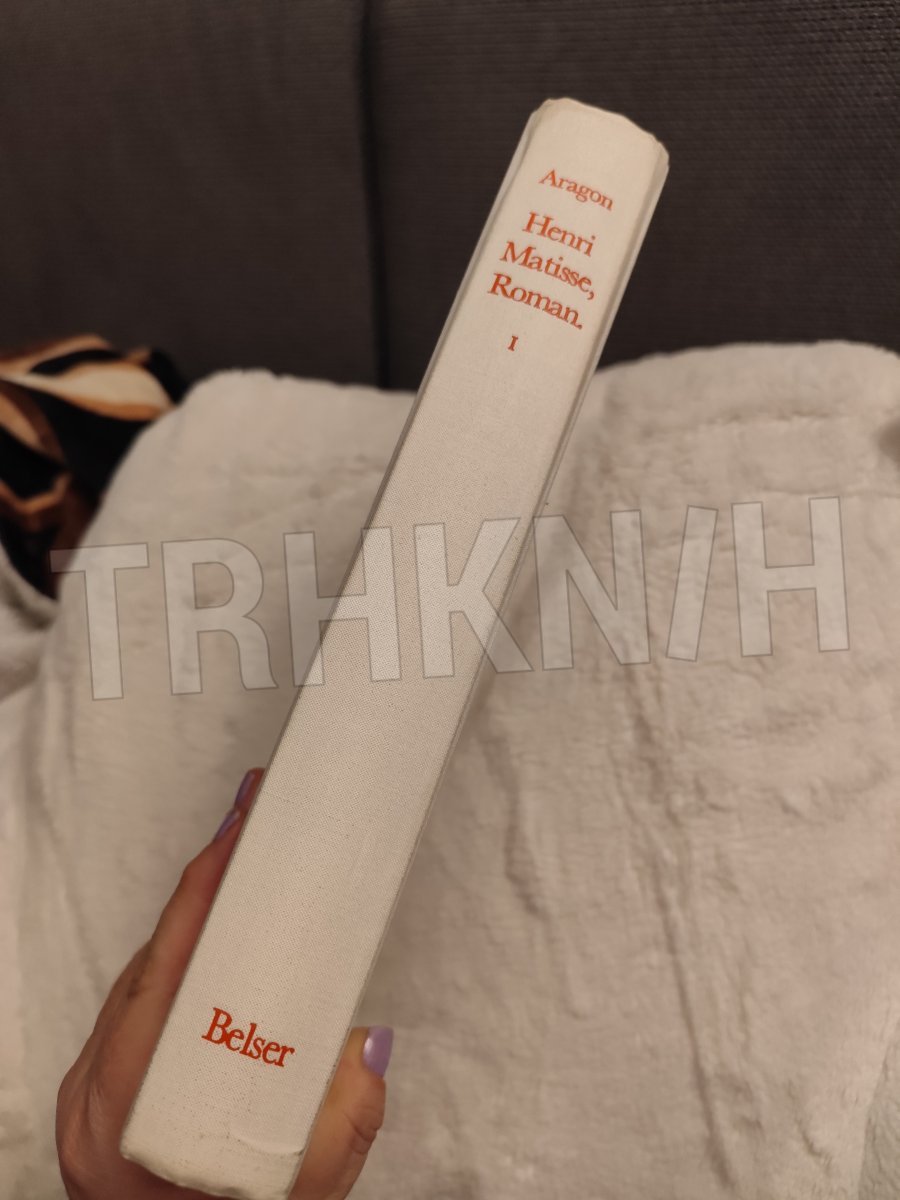 Aragon
Henri
Matisse,
Roman.
I
TRHKN/H
Belser